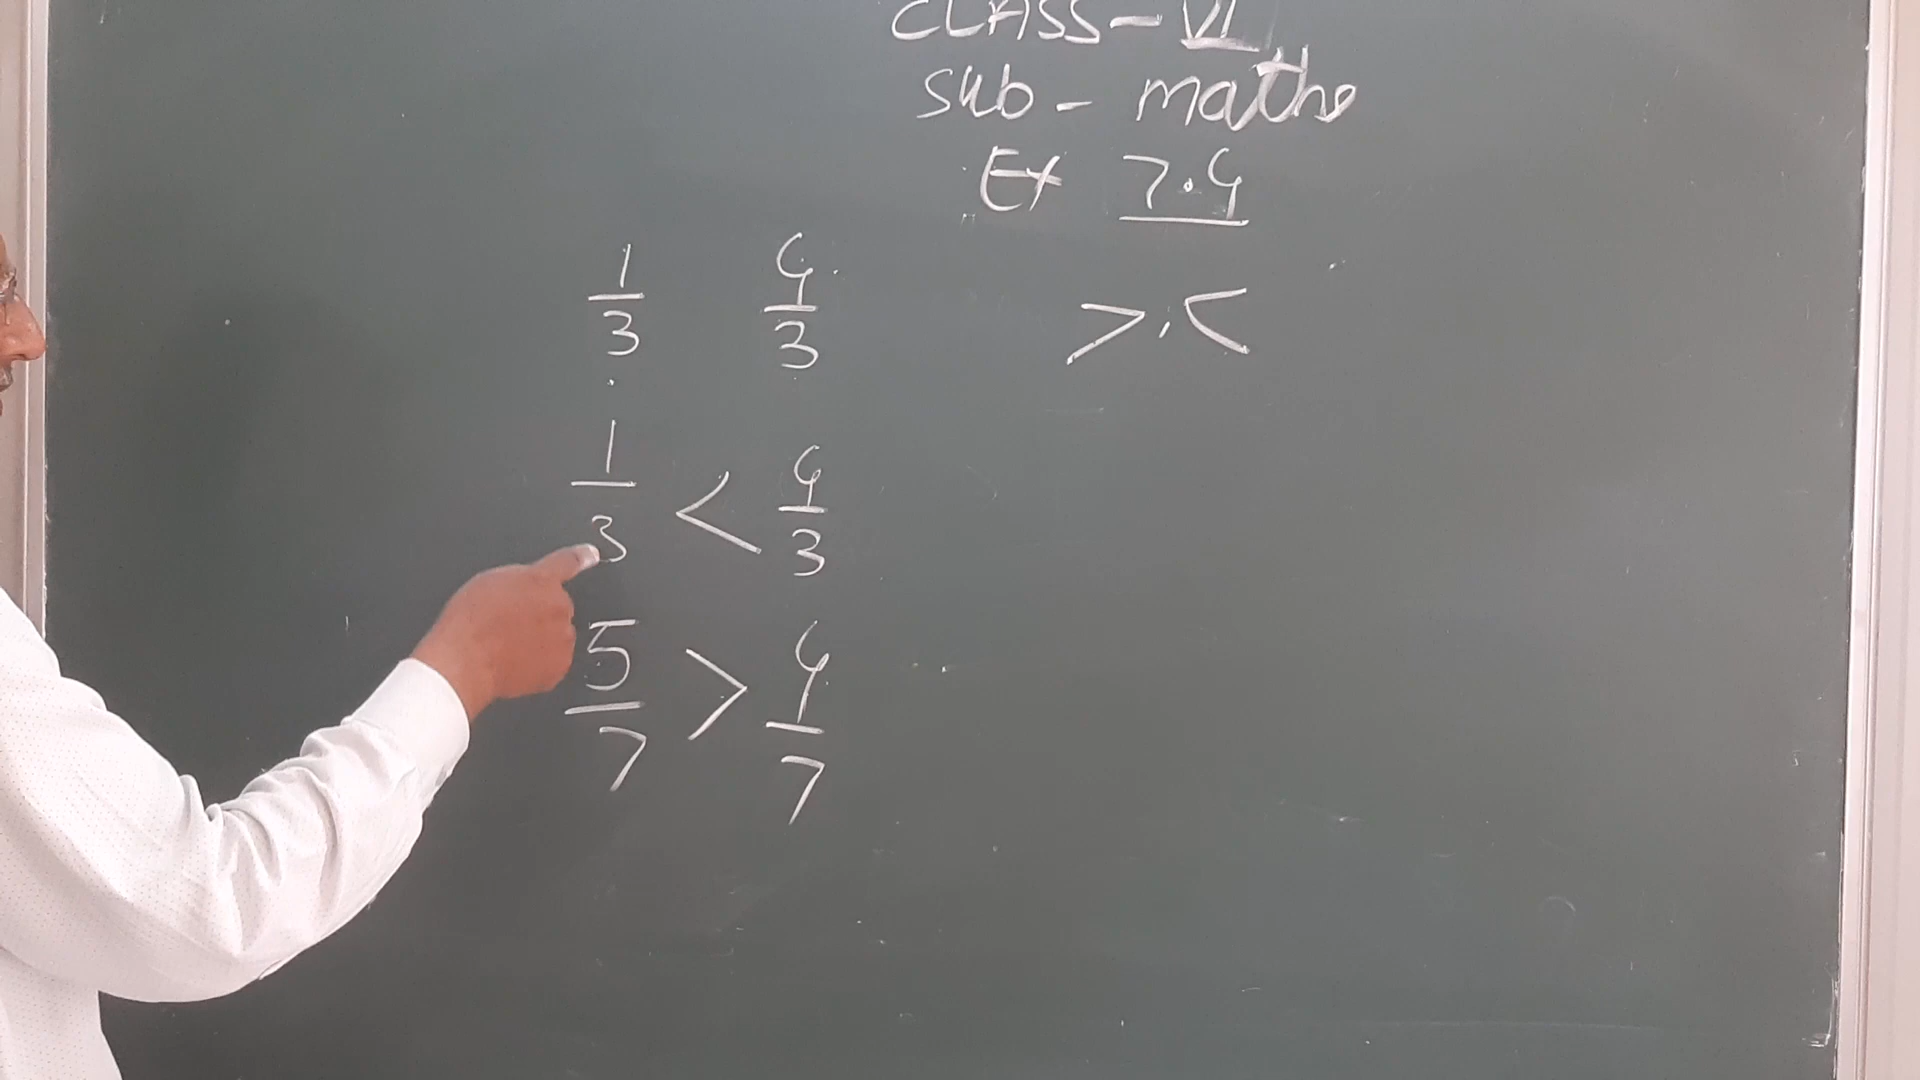 CLASS - VI
Sub - maths
Ex 7.4
1/3 4/3 > . <
1/3 < 4/3
5/7 > 4/7